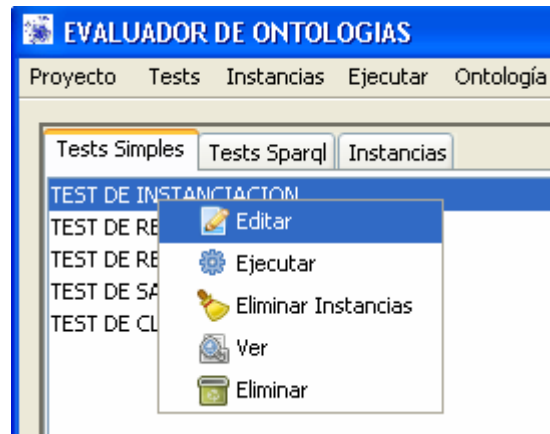 EVALUADOR DE ONTOLOGIAS
Proyecto Tests Instancias Ejecutar Ontología
Tests Simples Tests Sparql Instancias
TEST DE INSTANCIACION
TEST DE RE
TEST DE RE
TEST DE SA
TEST DE CL
Editar
Ejecutar
Eliminar Instancias
Ver
Eliminar